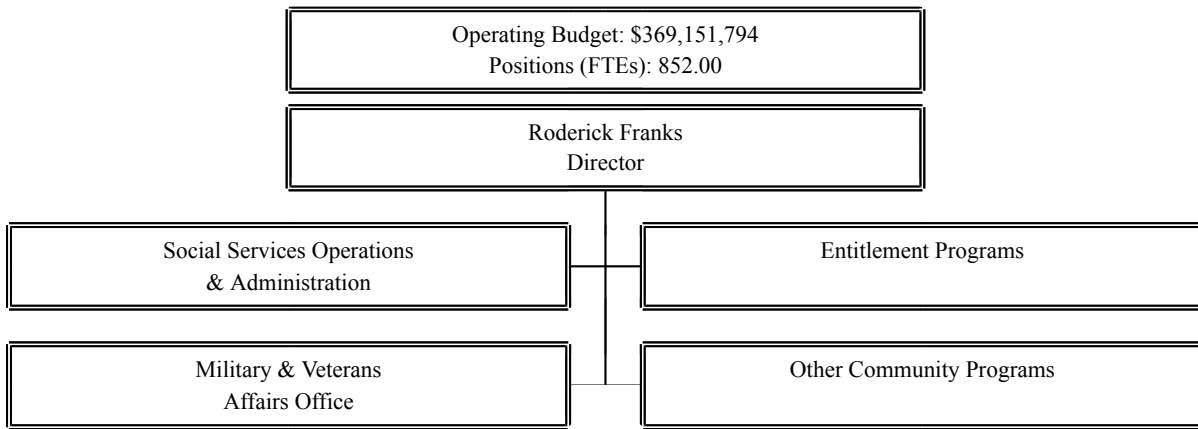 Operating Budget: $369,151,794
Positions (FTEs): 852.00
Roderick Franks
Director
Social Services Operations
& Administration
Entitlement Programs
Military & Veterans
Affairs Office
Other Community Programs